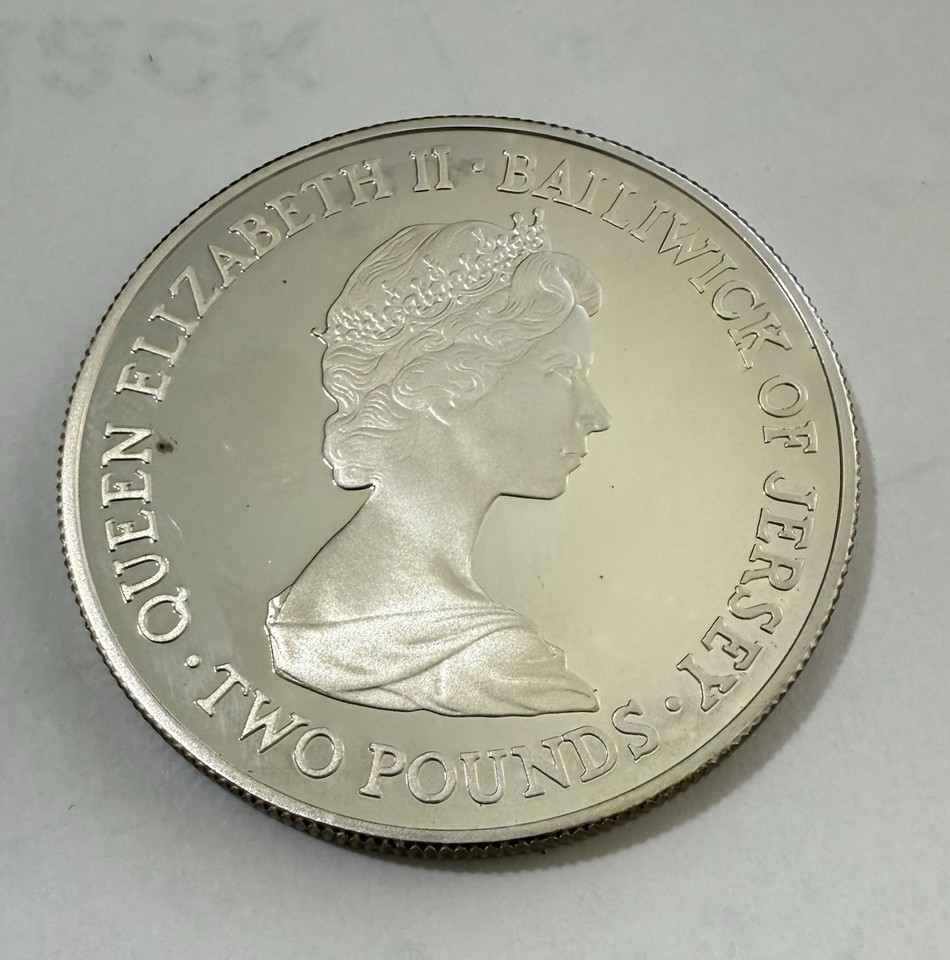 QUEEN ELIZABETH II · BAILIWICK OF JERSEY · TWO POUNDS ·